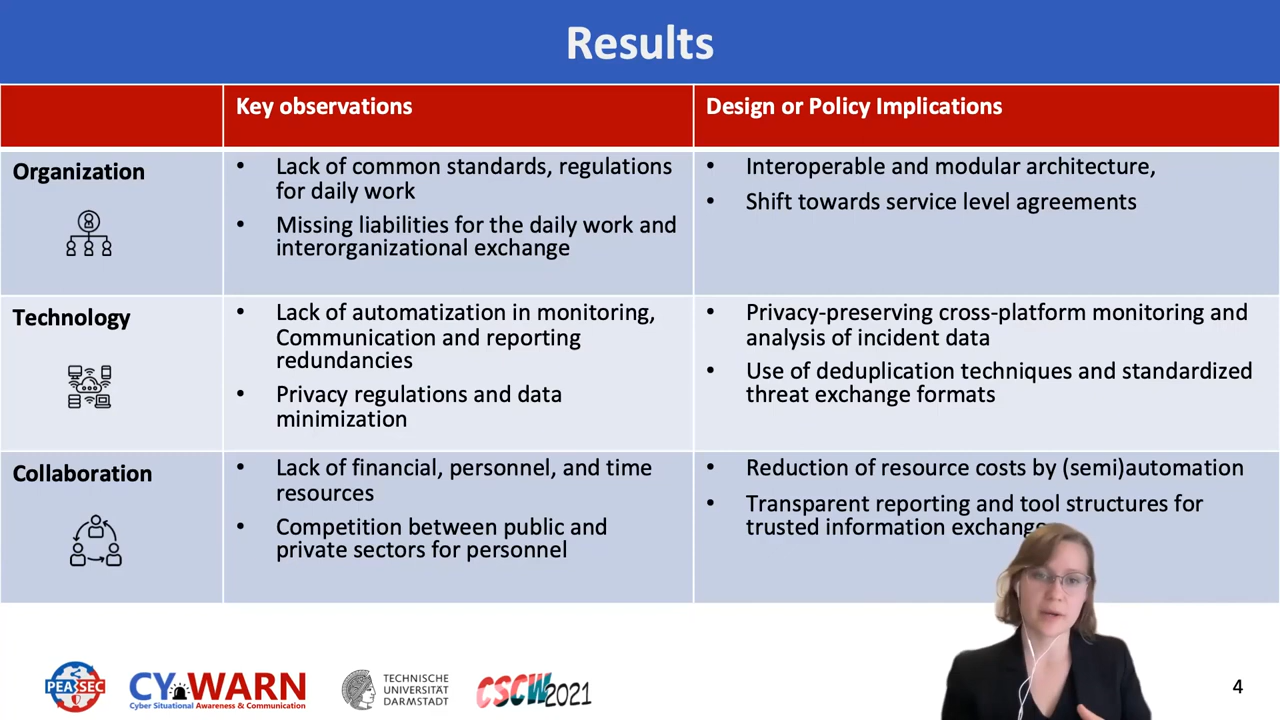 Results
Key observations
Design or Policy Implications
Organization
• Lack of common standards, regulations
for daily work
• Missing liabilities for the daily work and
interorganizational exchange
• Interoperable and modular architecture,
• Shift towards service level agreements
Technology
• Lack of automatization in monitoring,
Communication and reporting
redundancies
• Privacy regulations and data
minimization
• Privacy-preserving cross-platform monitoring and
analysis of incident data
• Use of deduplication techniques and standardized
threat exchange formats
Collaboration
• Lack of financial, personnel, and time
resources
• Competition between public and
private sectors for personnel
• Reduction of resource costs by (semi)automation
• Transparent reporting and tool structures for
trusted information exchange
PEASEC
CYWARN
Cyber Situational Awareness & Communication
TECHNISCHE
UNIVERSITÄT
DARMSTADT
CSCW2021
4